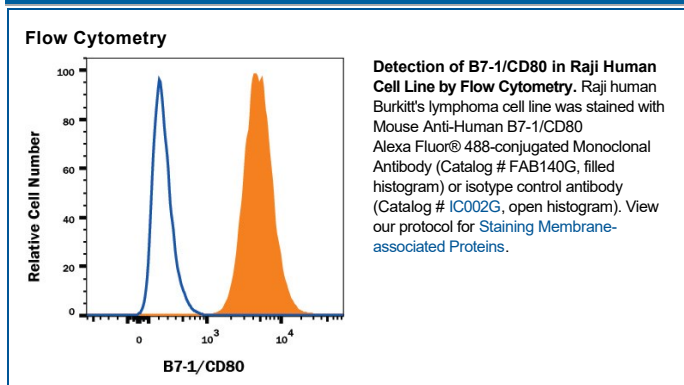 Flow Cytometry
Relative Cell Number
100
80
60
40
20
0
0
10³
10⁴
B7-1/CD80
Detection of B7-1/CD80 in Raji Human
Cell Line by Flow Cytometry. Raji human
Burkitt's lymphoma cell line was stained with
Mouse Anti-Human B7-1/CD80
Alexa Fluor® 488-conjugated Monoclonal
Antibody (Catalog # FAB140G, filled
histogram) or isotype control antibody
(Catalog # IC002G, open histogram). View
our protocol for Staining Membrane-
associated Proteins.